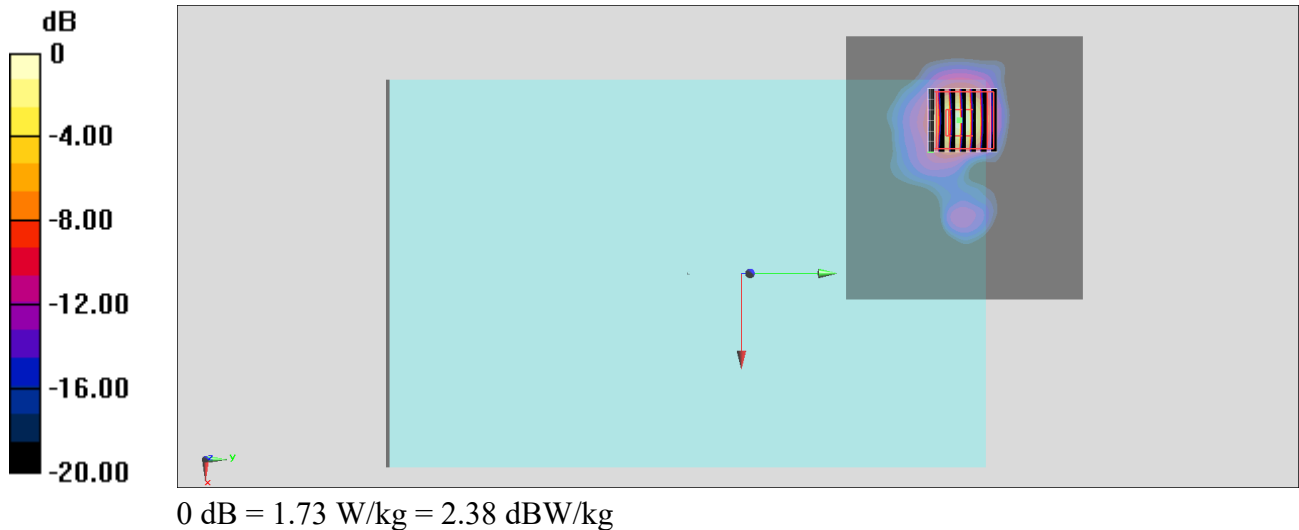 dB
0
-4.00
-8.00
-12.00
-16.00
-20.00
z
Y
x
0 dB = 1.73 W/kg = 2.38 dBW/kg